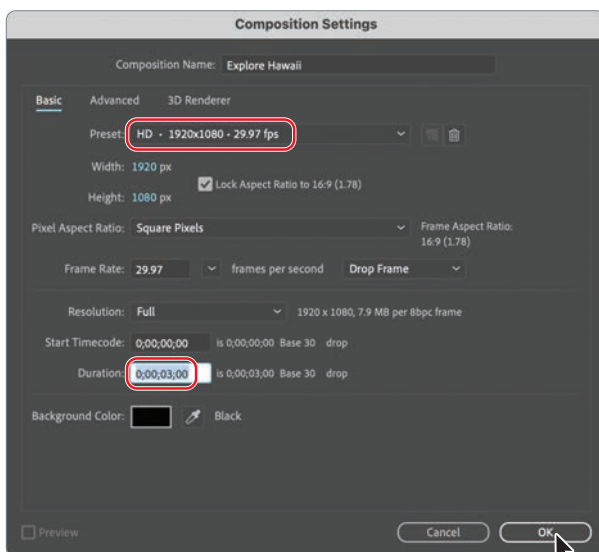 Composition Settings
Composition Name: Explore Hawaii
Basic Advanced 3D Renderer
Preset: HD • 1920x1080 • 29.97 fps
Width: 1920 px
Lock Aspect Ratio to 16:9 (1.78)
Height: 1080 px
Pixel Aspect Ratio: Square Pixels Frame Aspect Ratio:
16:9 (1.78)
Frame Rate: 29.97 frames per second Drop Frame
Resolution: Full 1920 x 1080, 7.9 MB per 8bpc frame
Start Timecode: 0;00;00;00 is 0;00;00;00 Base 30 drop
Duration: 0;00;03;00 is 0;00;03;00 Base 30 drop
Background Color: Black
Preview Cancel OK